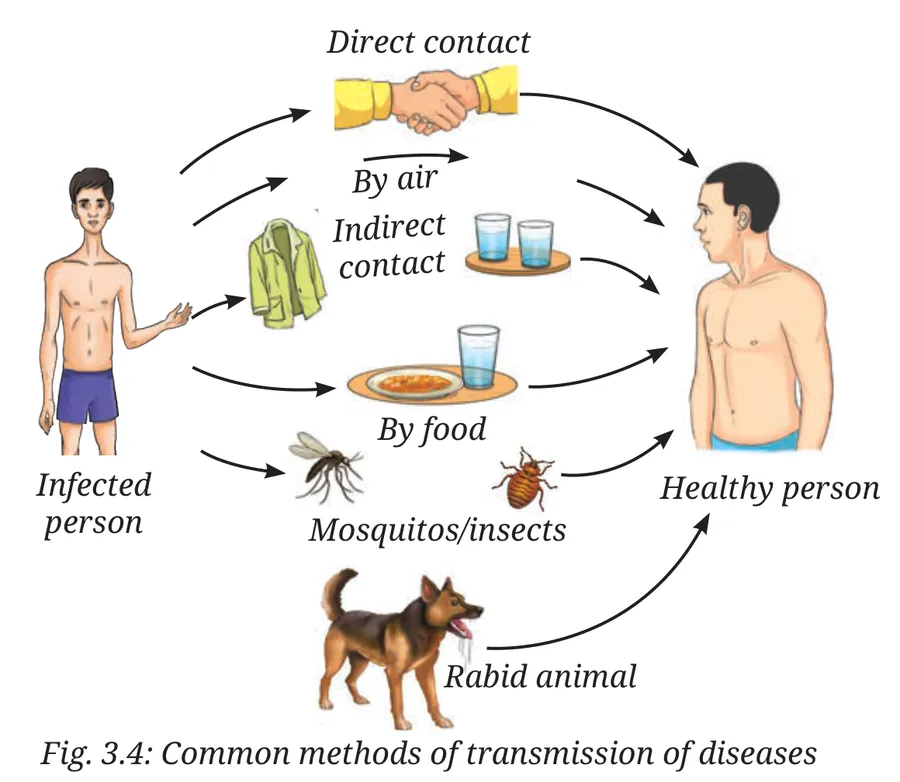 Direct contact
By air
Indirect
contact
By food
Infected
person
Healthy person
Mosquitos/insects
Rabid animal
Fig. 3.4: Common methods of transmission of diseases